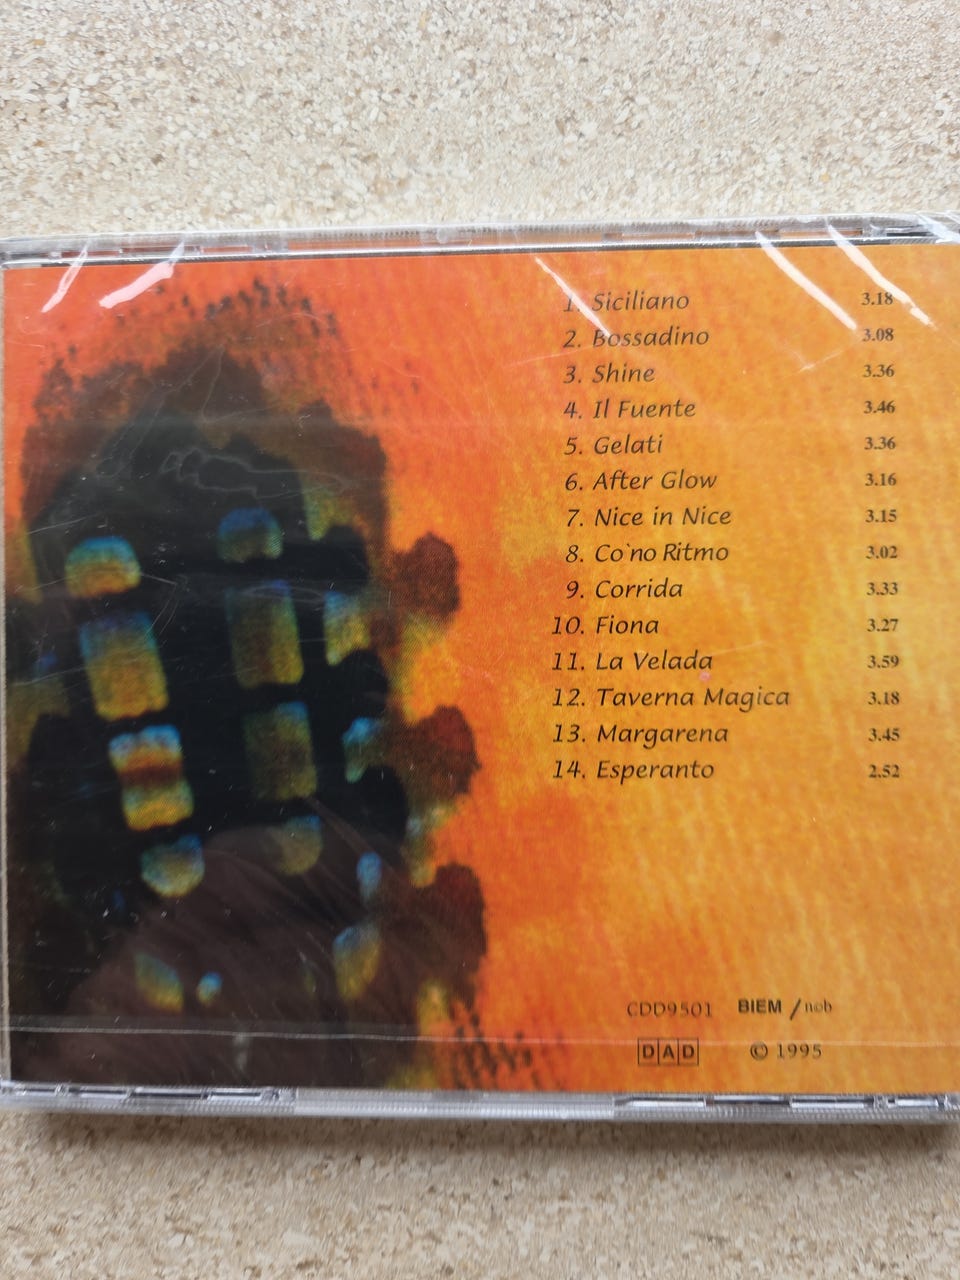 1. Siciliano 3.18
2. Bossadino 3.08
3. Shine 3.36
4. Il Fuente 3.46
5. Gelati 3.36
6. After Glow 3.16
7. Nice in Nice 3.15
8. Co`no Ritmo 3.02
9. Corrida 3.33
10. Fiona 3.27
11. La Velada 3.59
12. Taverna Magica 3.18
13. Margarena 3.45
14. Esperanto 2.52
CDD9501 BIEM / ncb
DAD © 1995